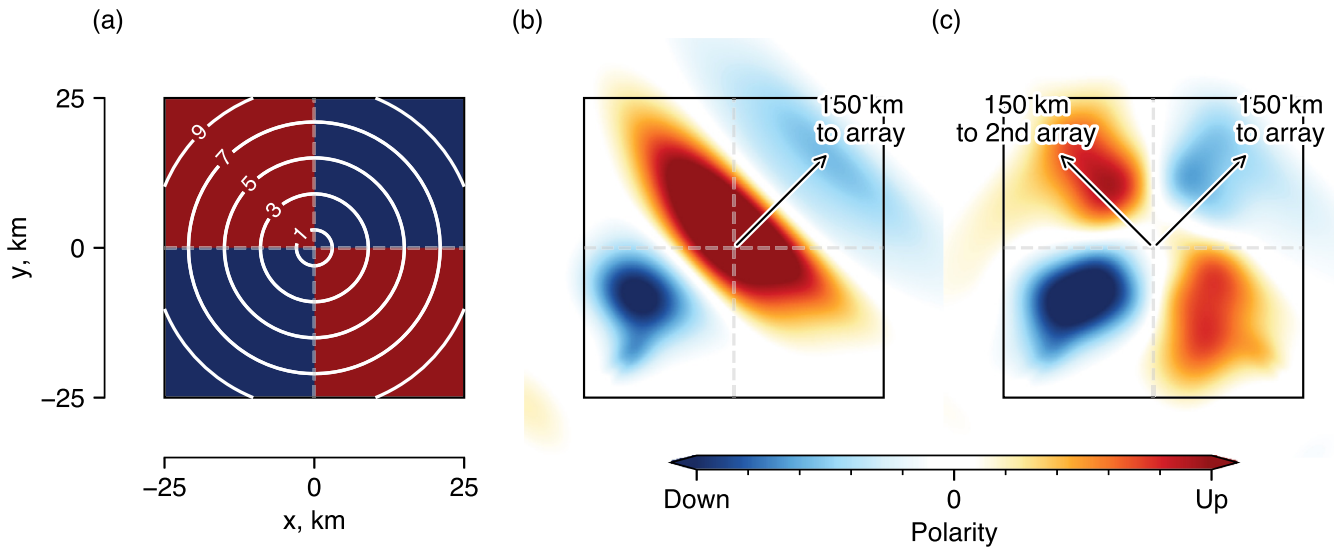 (a)
(b)
(c)
25
0
−25
y, km
9
7
5
3
1
−25
0
25
x, km
150 km
to array
150 km
to 2nd array
150 km
to array
Down
0
Up
Polarity